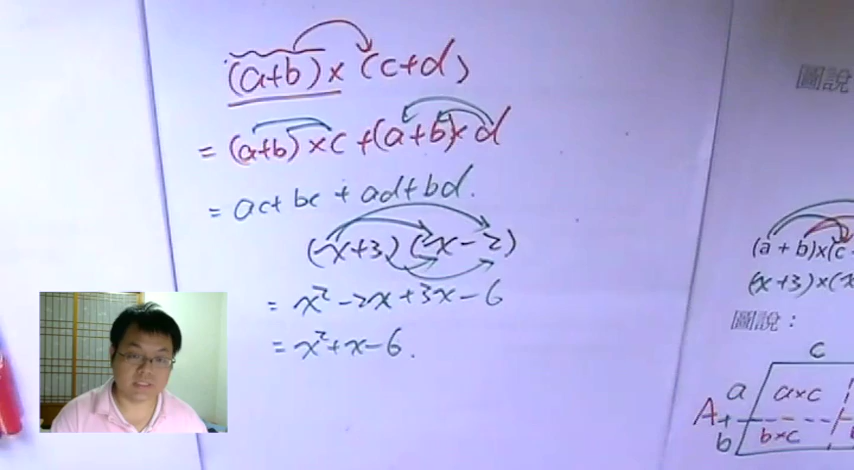 (a+b)×(c+d)
=(a+b)×c+(a+b)×d
=ac+bc+ad+bd.
(x+3)(x-2)
=x²-2x+3x-6
=x²+x-6.
圖說
(a+b)×(c
(x+3)×(x
圖說：
c
a a×c
A+
b b×c